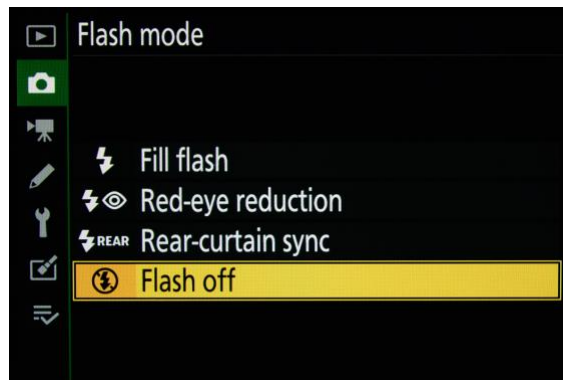 Flash mode
Fill flash
Red-eye reduction
REAR Rear-curtain sync
Flash off